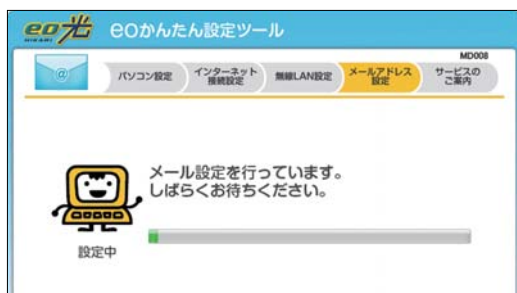 eo光 eoかんたん設定ツール
HIKARI
MD008
@ パソコン設定 インターネット接続設定 無線LAN設定 メールアドレス設定 サービスのご案内
メール設定を行っています。
しばらくお待ちください。
設定中